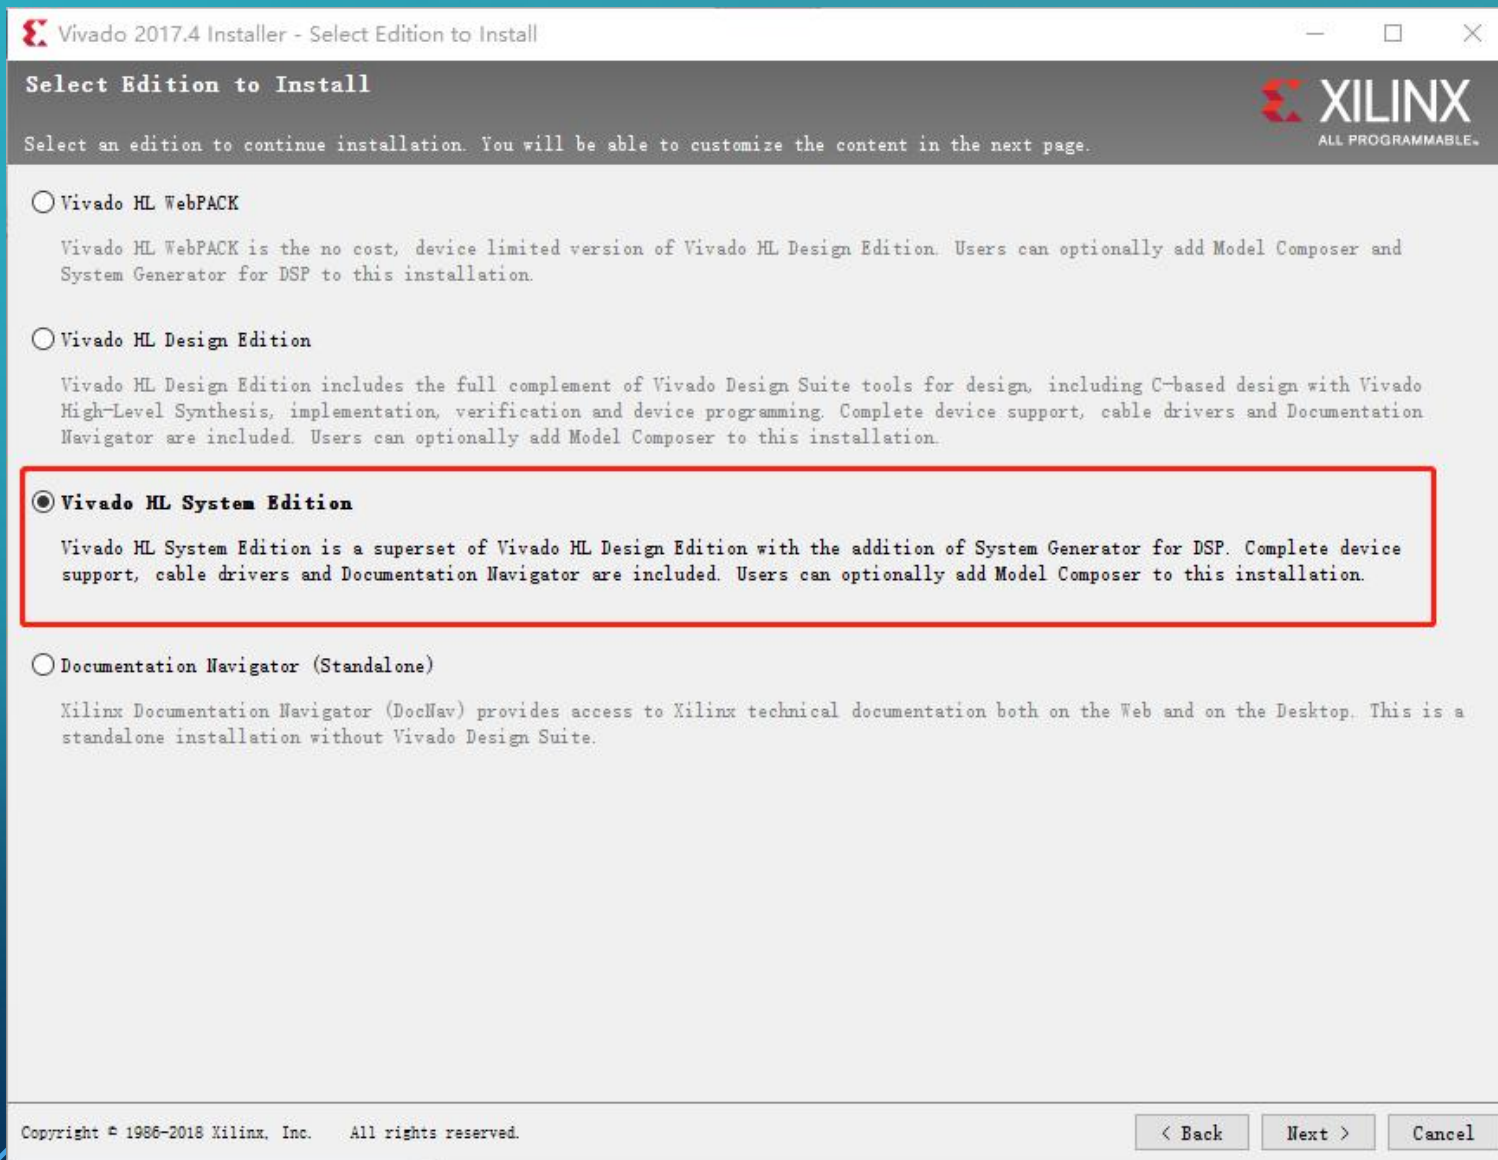 Vivado 2017.4 Installer - Select Edition to Install
Select Edition to Install
XILINX
ALL PROGRAMMABLE.
Select an edition to continue installation. You will be able to customize the content in the next page.
Vivado HL WebPACK
Vivado HL WebPACK is the no cost, device limited version of Vivado HL Design Edition. Users can optionally add Model Composer and
System Generator for DSP to this installation.
Vivado HL Design Edition
Vivado HL Design Edition includes the full complement of Vivado Design Suite tools for design, including C-based design with Vivado
High-Level Synthesis, implementation, verification and device programming. Complete device support, cable drivers and Documentation
Navigator are included. Users can optionally add Model Composer to this installation.
Vivado HL System Edition
Vivado HL System Edition is a superset of Vivado HL Design Edition with the addition of System Generator for DSP. Complete device
support, cable drivers and Documentation Navigator are included. Users can optionally add Model Composer to this installation.
Documentation Navigator (Standalone)
Xilinx Documentation Navigator (DocNav) provides access to Xilinx technical documentation both on the Web and on the Desktop. This is a
standalone installation without Vivado Design Suite.
Copyright © 1986-2018 Xilinx, Inc. All rights reserved.
< Back Next > Cancel